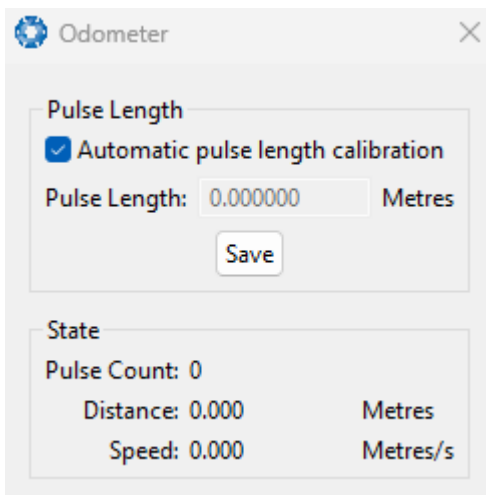 Odometer
Pulse Length
Automatic pulse length calibration
Pulse Length: 0.000000 Metres
Save
State
Pulse Count: 0
Distance: 0.000 Metres
Speed: 0.000 Metres/s